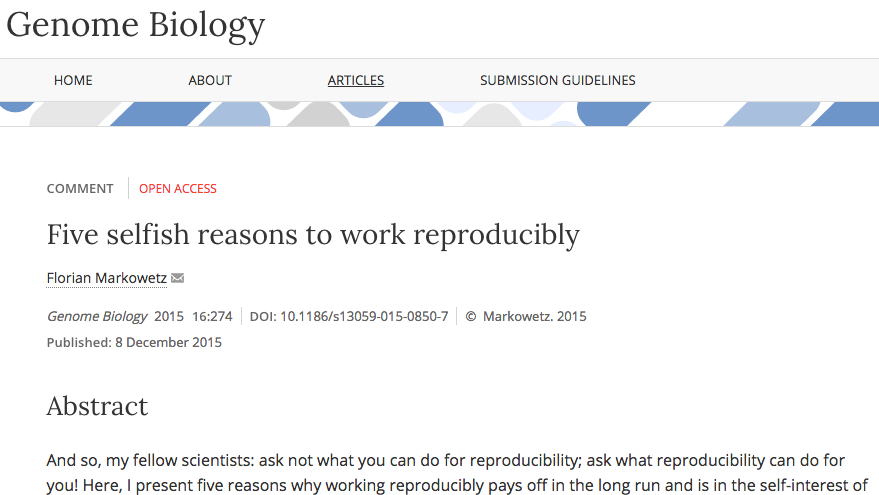 Genome Biology
HOME ABOUT ARTICLES SUBMISSION GUIDELINES
COMMENT OPEN ACCESS
Five selfish reasons to work reproducibly
Florian Markowetz
Genome Biology 2015 16:274 DOI: 10.1186/s13059-015-0850-7 © Markowetz. 2015
Published: 8 December 2015
Abstract
And so, my fellow scientists: ask not what you can do for reproducibility; ask what reproducibility can do for
you! Here, I present five reasons why working reproducibly pays off in the long run and is in the self-interest of